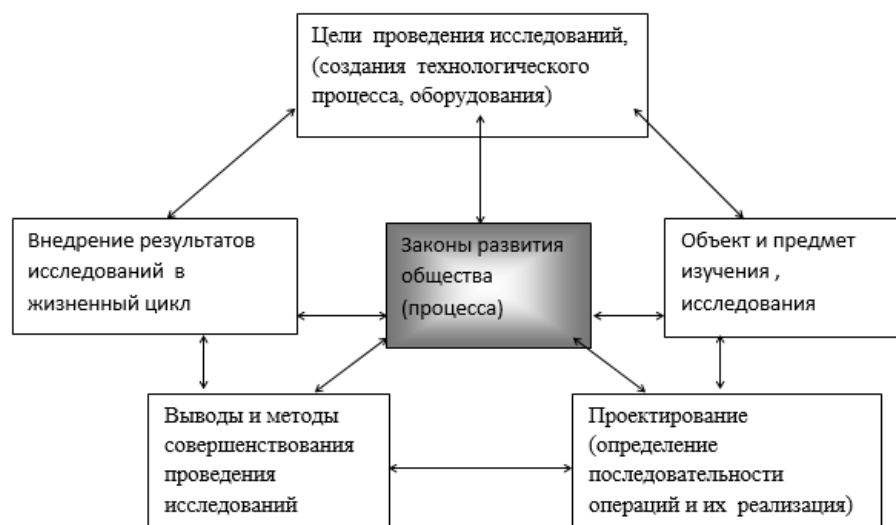 Цели проведения исследований,
(создания технологического
процесса, оборудования)
Внедрение результатов
исследований в
жизненный цикл
Законы развития
общества
(процесса)
Объект и предмет
изучения ,
исследования
Выводы и методы
совершенствования
проведения
исследований
Проектирование
(определение
последовательности
операций и их реализация)